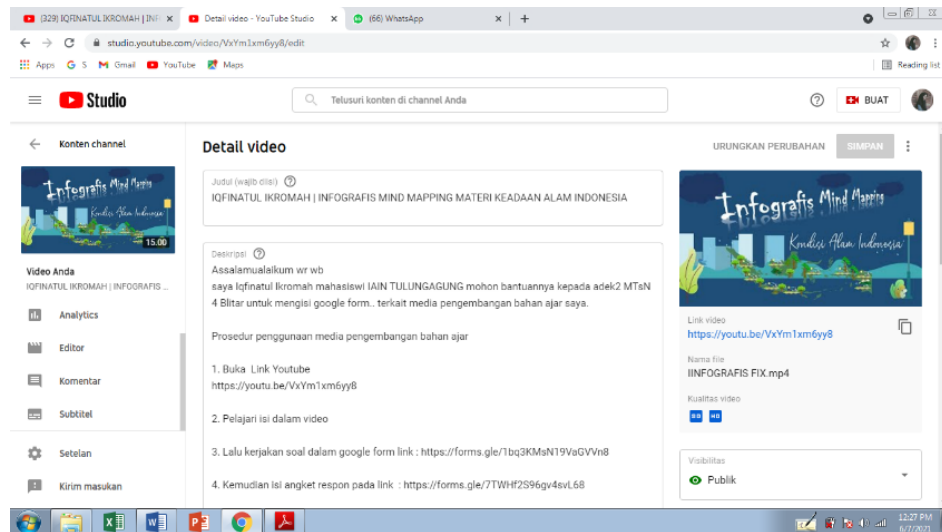 (329) IQFINATUL IKROMAH | INF
Detail video - YouTube Studio
(66) WhatsApp
studio.youtube.com/video/VxYm1xm6yy8/edit
Apps
G S
Gmail
YouTube
Maps
Reading list
Studio
Telusuri konten di channel Anda
BUAT
Konten channel
Detail video
URUNGKAN PERUBAHAN
SIMPAN
Infografis Mind Mapping
Kondisi Alam Indonesia
15.00
Video Anda
IQFINATUL IKROMAH | INFOGRAFIS ...
Analytics
Editor
Komentar
Subtitel
Setelan
Kirim masukan
Judul (wajib diisi)
IQFINATUL IKROMAH | INFOGRAFIS MIND MAPPING MATERI KEADAAN ALAM INDONESIA
Deskripsi
Assalamualaikum wr wb
saya Iqfinatul Ikromah mahasiswi IAIN TULUNGAGUNG mohon bantuannya kepada adek2 MTsN
4 Blitar untuk mengisi google form.. terkait media pengembangan bahan ajar saya.
Prosedur penggunaan media pengembangan bahan ajar
1. Buka Link Youtube
https://youtu.be/VxYm1xm6yy8
2. Pelajari isi dalam video
3. Lalu kerjakan soal dalam google form link : https://forms.gle/1bq3KMsN19VaGVVn8
4. Kemudian isi angket respon pada link : https://forms.gle/7TWHf2S96gv4svL68
Infografis Mind Mapping
Kondisi Alam Indonesia
Link video
https://youtu.be/VxYm1xm6yy8
Nama file
IINFOGRAFIS FIX.mp4
Kualitas video
SD HD
Visibilitas
Publik
12:27 PM
6/7/2021